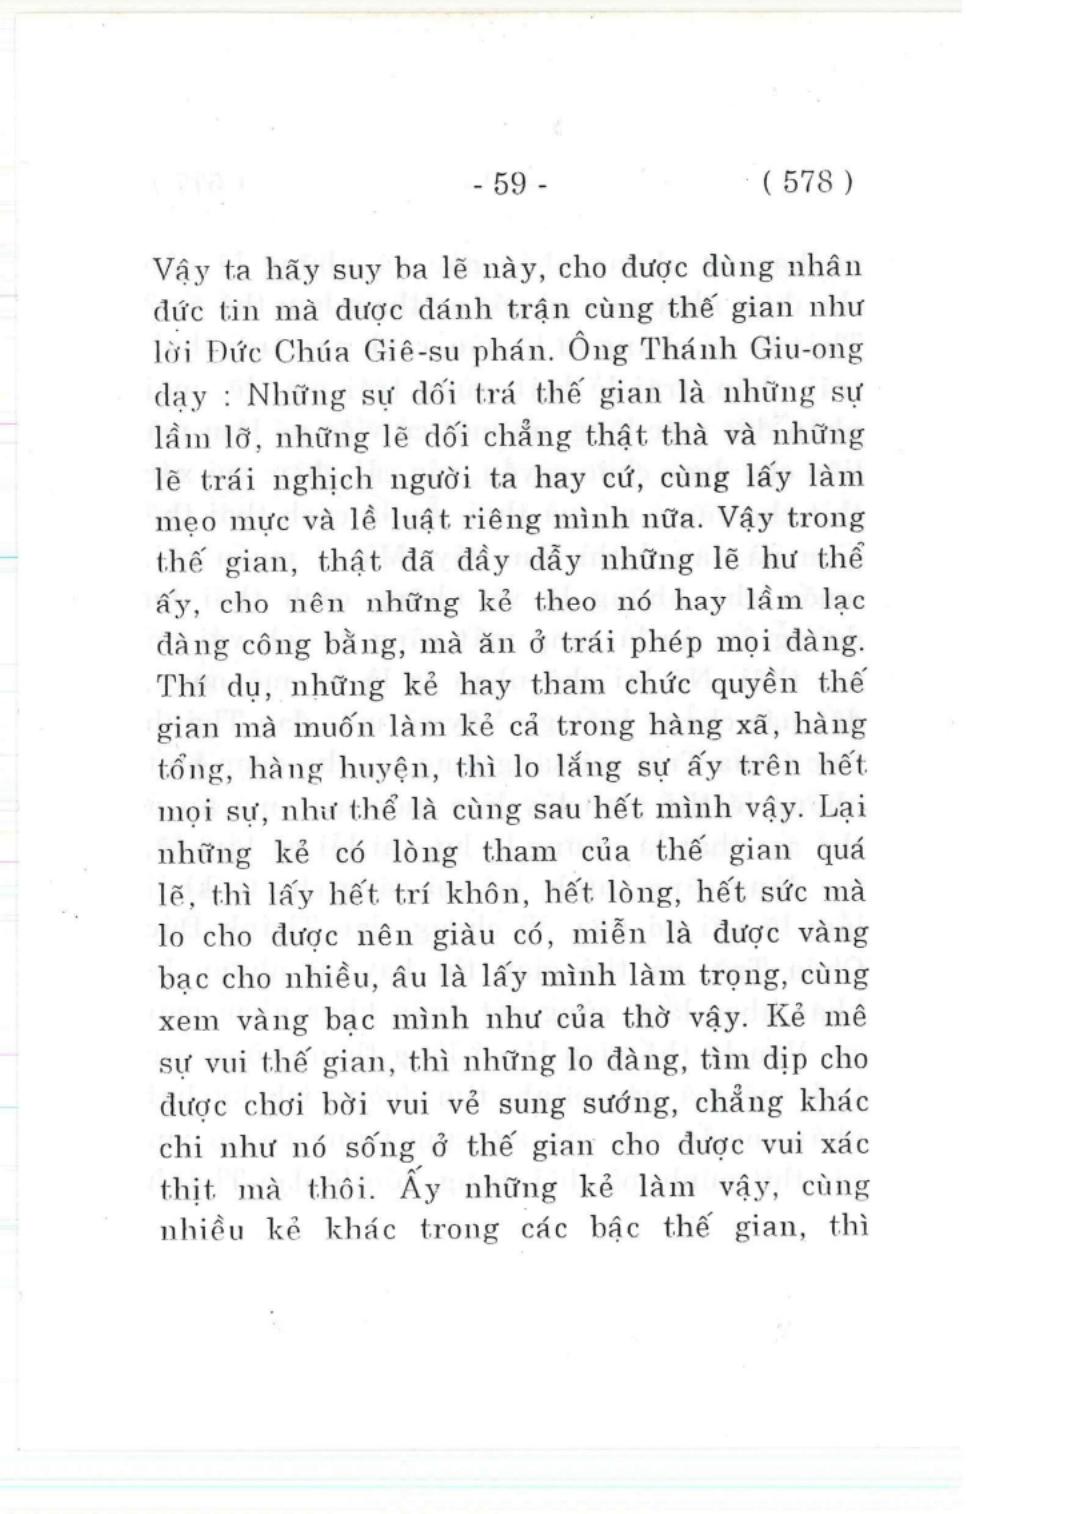 - 59 -
( 578 )
Vậy ta hãy suy ba lẽ này, cho được dùng nhân
đức tin mà được đánh trận cùng thế gian như
lời Đức Chúa Giê-su phán. Ông Thánh Giu-ong
dạy : Những sự dối trá thế gian là những sự
lầm lỡ, những lẽ dối chẳng thật thà và những
lẽ trái nghịch người ta hay cứ, cùng lấy làm
mẹo mực và lề luật riêng mình nữa. Vậy trong
thế gian, thật đã đầy dẫy những lẽ hư thể
ấy, cho nên những kẻ theo nó hay lầm lạc
đàng công bằng, mà ăn ở trái phép mọi đàng.
Thí dụ, những kẻ hay tham chức quyền thế
gian mà muốn làm kẻ cả trong hàng xã, hàng
tổng, hàng huyện, thì lo lắng sự ấy trên hết
mọi sự, như thể là cùng sau hết mình vậy. Lại
những kẻ có lòng tham của thế gian quá
lẽ, thì lấy hết trí khôn, hết lòng, hết sức mà
lo cho được nên giàu có, miễn là được vàng
bạc cho nhiều, âu là lấy mình làm trọng, cùng
xem vàng bạc mình như của thờ vậy. Kẻ mê
sự vui thế gian, thì những lo đàng, tìm dịp cho
được chơi bời vui vẻ sung sướng, chẳng khác
chi như nó sống ở thế gian cho được vui xác
thịt mà thôi. Ấy những kẻ làm vậy, cùng
nhiều kẻ khác trong các bậc thế gian, thì